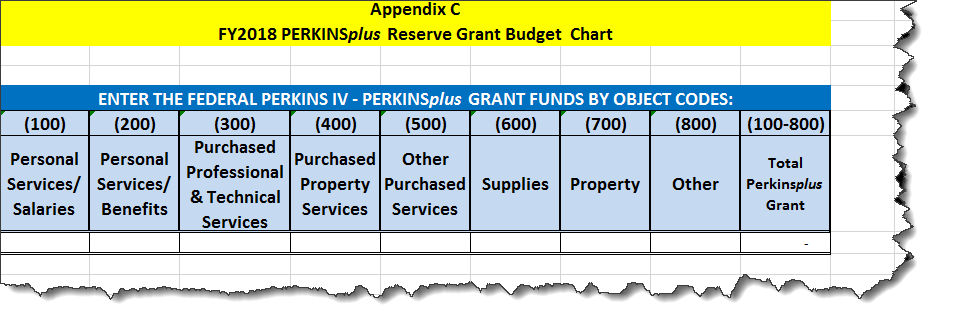 Appendix C
FY2018 PERKINSplus Reserve Grant Budget Chart
ENTER THE FEDERAL PERKINS IV - PERKINSplus GRANT FUNDS BY OBJECT CODES:
(100) (200) (300) (400) (500) (600) (700) (800) (100-800)
Personal
Services/
Salaries
Personal
Services/
Benefits
Purchased
Professional
& Technical
Services
Purchased
Property
Services
Other
Purchased
Services
Supplies
Property
Other
Total
Perkinsplus
Grant
-